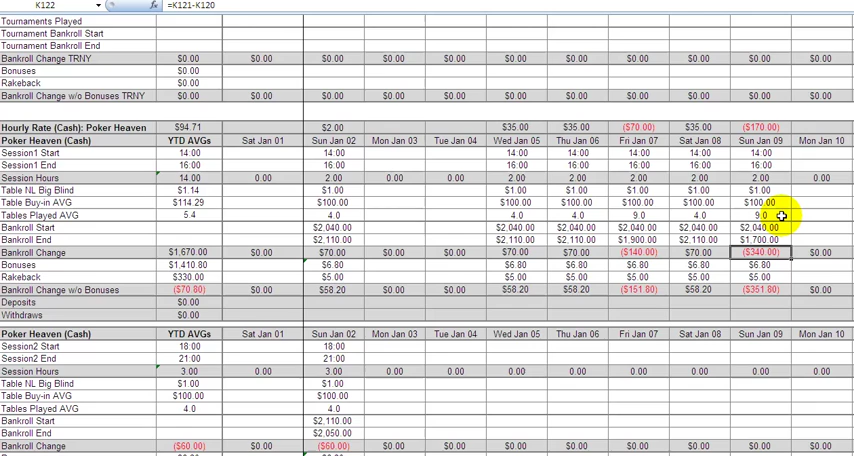 K122 fx =K121-K120
Tournaments Played
Tournament Bankroll Start
Tournament Bankroll End
Bankroll Change TRNY $0.00 $0.00 $0.00 $0.00 $0.00 $0.00 $0.00 $0.00 $0.00 $0.00 $0.00
Bonuses $0.00
Rakeback $0.00
Bankroll Change w/o Bonuses TRNY $0.00 $0.00 $0.00 $0.00 $0.00 $0.00 $0.00 $0.00 $0.00 $0.00 $0.00
Hourly Rate (Cash): Poker Heaven $94.71 $2.00 $35.00 $35.00 ($70.00) $35.00 ($170.00)
Poker Heaven (Cash) YTD AVGs Sat Jan 01 Sun Jan 02 Mon Jan 03 Tue Jan 04 Wed Jan 05 Thu Jan 06 Fri Jan 07 Sat Jan 08 Sun Jan 09 Mon Jan 10
Session1 Start 14:00 14:00 14:00 14:00 14:00 14:00 14:00
Session1 End 16:00 16:00 16:00 16:00 16:00 16:00 16:00
Session Hours 14.00 0.00 2.00 0.00 0.00 2.00 2.00 2.00 2.00 2.00 0.00
Table NL Big Blind $1.14 $1.00 $1.00 $1.00 $1.00 $1.00 $1.00
Table Buy-in AVG $114.29 $100.00 $100.00 $100.00 $100.00 $100.00 $100.00
Tables Played AVG 5.4 4.0 4.0 4.0 9.0 4.0 9.0
Bankroll Start $2,040.00 $2,040.00 $2,040.00 $2,040.00 $2,040.00 $2,040.00
Bankroll End $2,110.00 $2,110.00 $2,110.00 $1,900.00 $2,110.00 $1,700.00
Bankroll Change $1,670.00 $0.00 $70.00 $0.00 $0.00 $70.00 $70.00 ($140.00) $70.00 ($340.00) $0.00
Bonuses $1,410.80 $6.80 $6.80 $6.80 $6.80 $6.80 $6.80
Rakeback $330.00 $5.00 $5.00 $5.00 $5.00 $5.00 $5.00
Bankroll Change w/o Bonuses ($70.80) $0.00 58.20 $0.00 $0.00 $58.20 $58.20 ($151.80) $58.20 ($351.80) $0.00
Deposits $0.00
Withdraws $0.00
Poker Heaven (Cash) YTD AVGs Sat Jan 01 Sun Jan 02 Mon Jan 03 Tue Jan 04 Wed Jan 05 Thu Jan 06 Fri Jan 07 Sat Jan 08 Sun Jan 09 Mon Jan 10
Session2 Start 18:00 18:00
Session2 End 21:00 21:00
Session Hours 3.00 0.00 3.00 0.00 0.00 0.00 0.00 0.00 0.00 0.00 0.00
Table NL Big Blind $1.00 $1.00
Table Buy-in AVG $100.00 $100.00
Tables Played AVG 4.0 4.0
Bankroll Start $2,110.00
Bankroll End $2,050.00
Bankroll Change ($60.00) $0.00 ($60.00) $0.00 $0.00 $0.00 $0.00 $0.00 $0.00 $0.00 $0.00